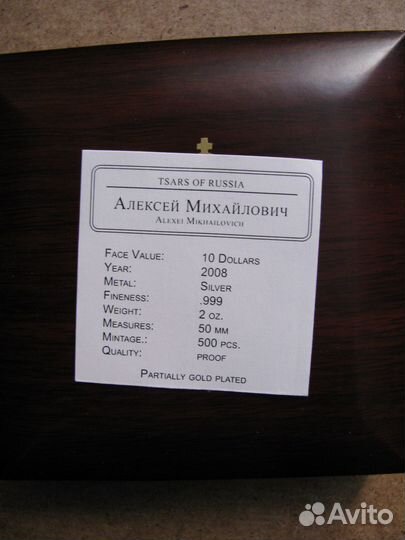 TSARS OF RUSSIA
АЛЕКСЕЙ МИХАЙЛОВИЧ
ALEXEI MIKHAILOVICH
FACE VALUE: 10 DOLLARS
YEAR: 2008
METAL: SILVER
FINENESS: .999
WEIGHT: 2 OZ.
MEASURES: 50 MM
MINTAGE.: 500 PCS.
QUALITY: PROOF
PARTIALLY GOLD PLATED
Avito